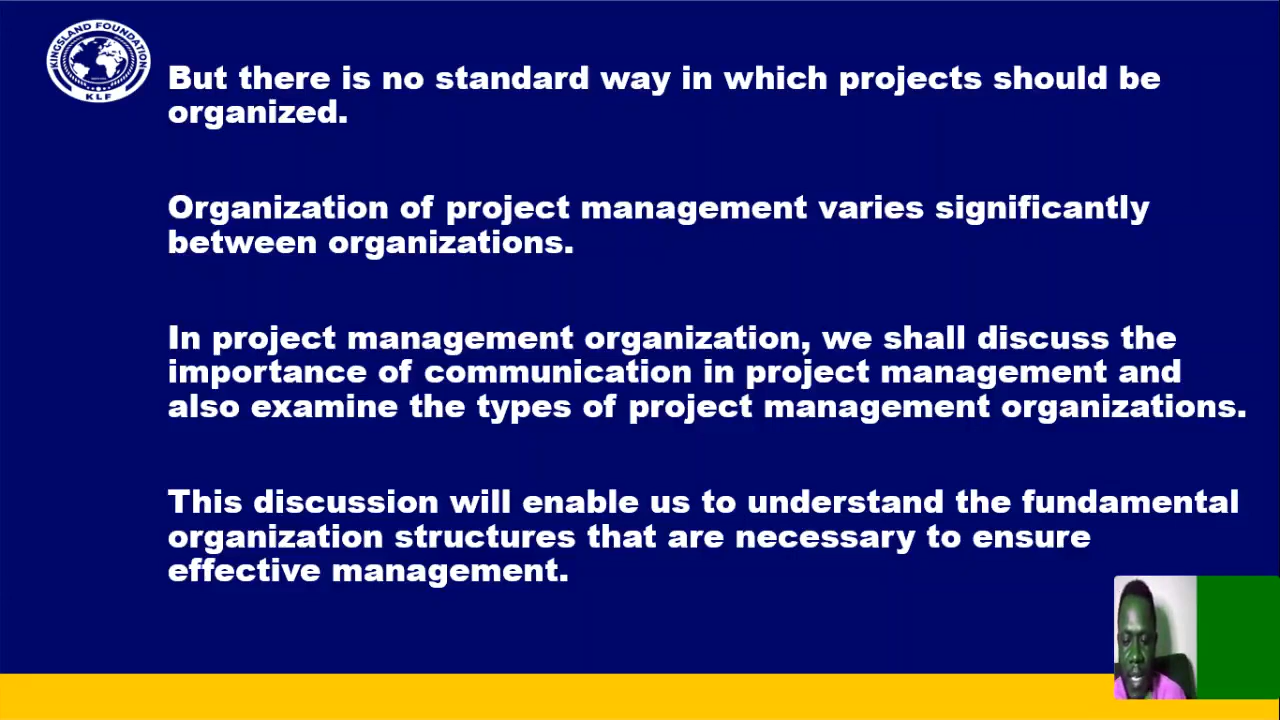 KINGSLAND FOUNDATION
KLF
But there is no standard way in which projects should be
organized.
Organization of project management varies significantly
between organizations.
In project management organization, we shall discuss the
importance of communication in project management and
also examine the types of project management organizations.
This discussion will enable us to understand the fundamental
organization structures that are necessary to ensure
effective management.